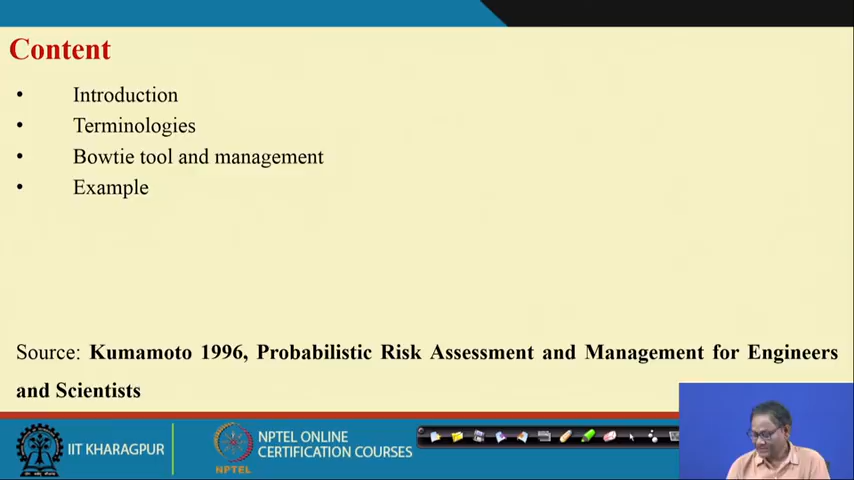 Content
• Introduction
• Terminologies
• Bowtie tool and management
• Example
Source: Kumamoto 1996, Probabilistic Risk Assessment and Management for Engineers
and Scientists
IIT KHARAGPUR
NPTEL
NPTEL ONLINE
CERTIFICATION COURSES